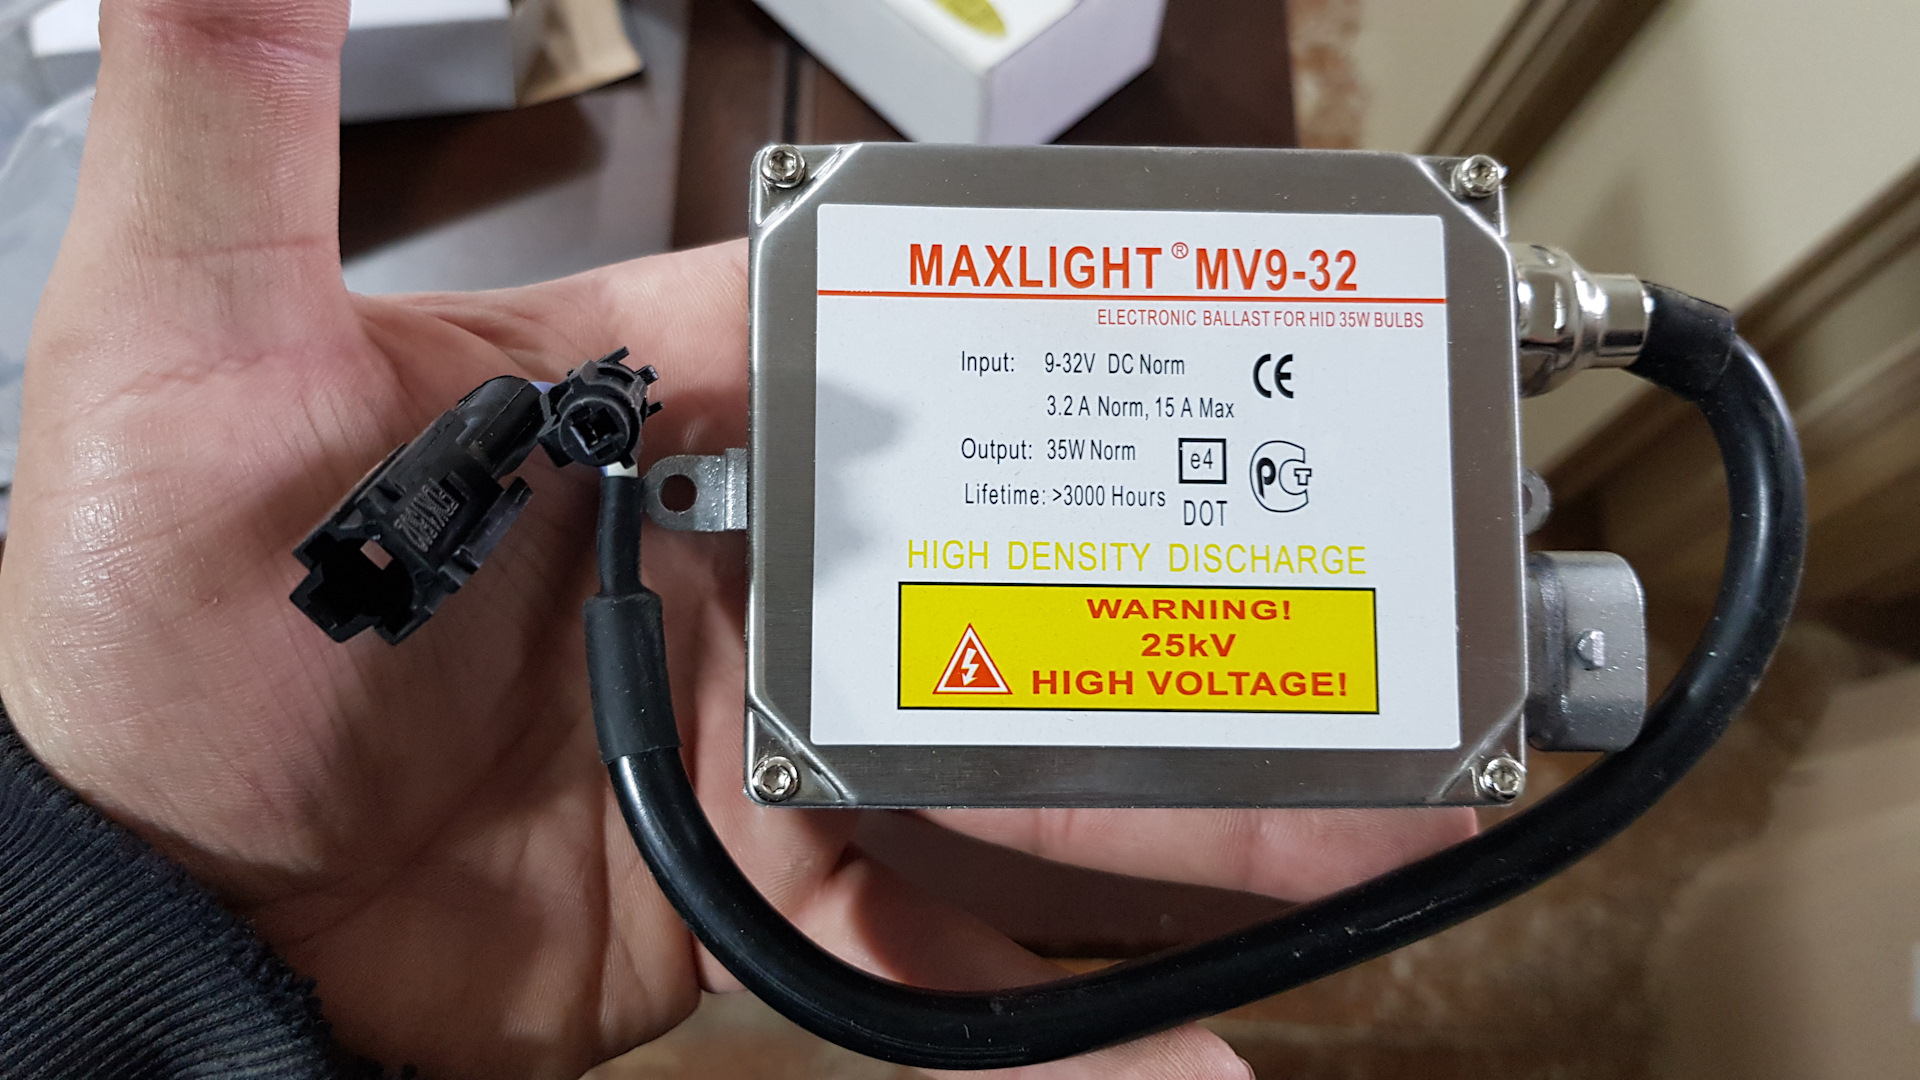 MAXLIGHT® MV9-32
ELECTRONIC BALLAST FOR HID 35W BULBS
Input: 9-32V DC Norm
3.2 A Norm, 15 A Max
CE
Output: 35W Norm
e4
PCT
Lifetime: >3000 Hours
DOT
HIGH DENSITY DISCHARGE
WARNING!
25kV
HIGH VOLTAGE!